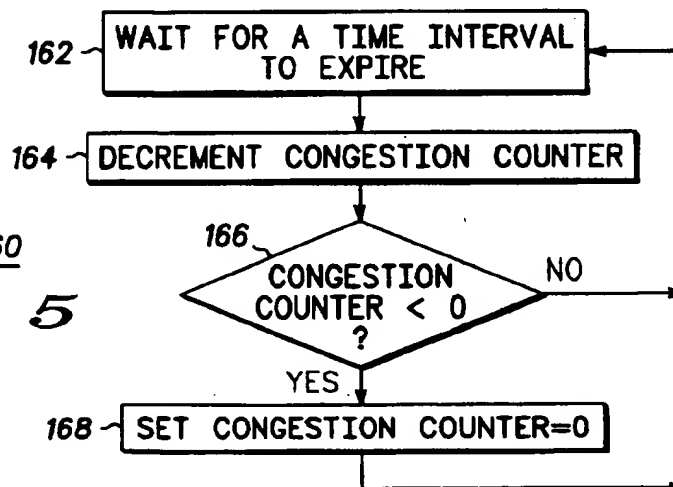 162
WAIT FOR A TIME INTERVAL
TO EXPIRE
164
DECREMENT CONGESTION COUNTER
60
5
166
CONGESTION
COUNTER < 0
?
NO
YES
168
SET CONGESTION COUNTER=0